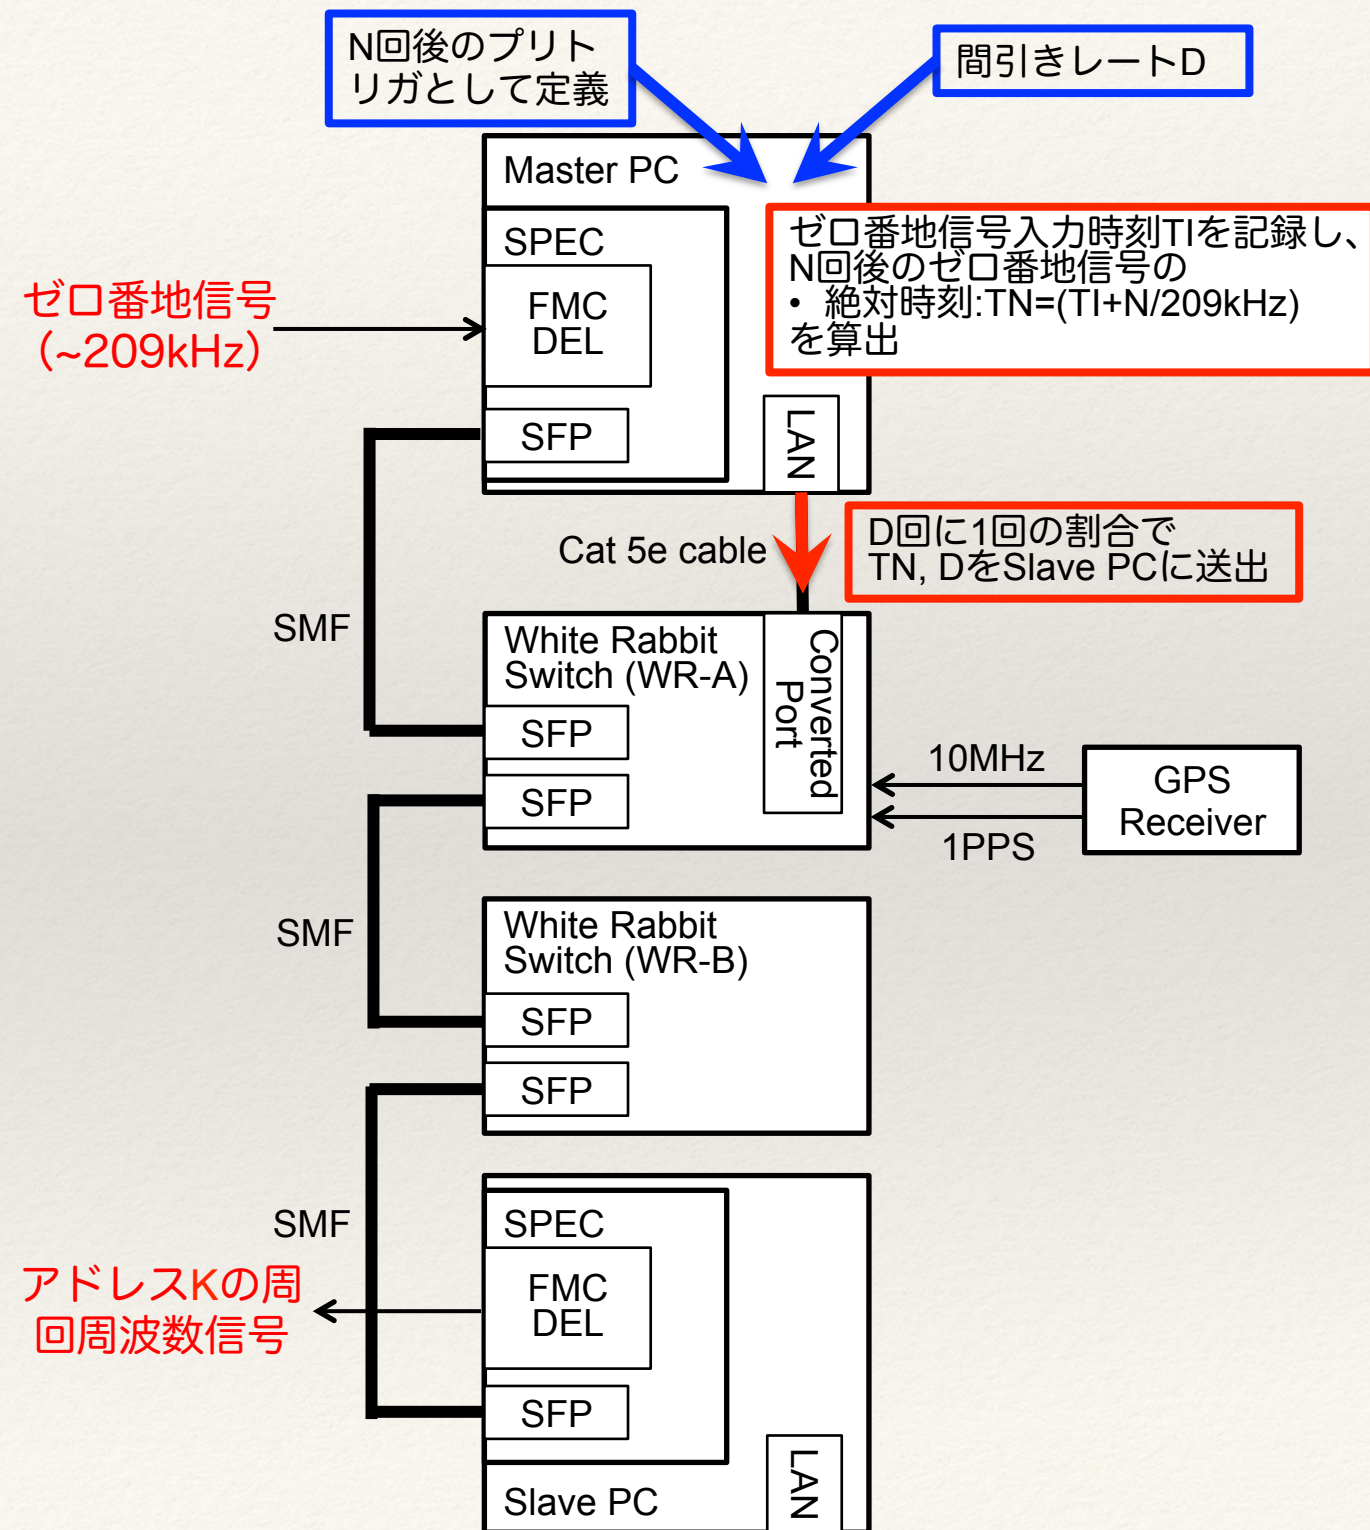 N回後のプリト
リガとして定義
間引きレートD
Master PC
SPEC
FMC
DEL
SFP
LAN
ゼロ番地信号
(~209kHz)
ゼロ番地信号入力時刻TIを記録し、
N回後のゼロ番地信号の
• 絶対時刻:TN=(TI+N/209kHz)
を算出
Cat 5e cable
D回に1回の割合で
TN, DをSlave PCに送出
SMF
White Rabbit
Switch (WR-A)
SFP
SFP
Converted
Port
10MHz
1PPS
GPS
Receiver
SMF
White Rabbit
Switch (WR-B)
SFP
SFP
SMF
SPEC
FMC
DEL
SFP
アドレスKの周
回周波数信号
Slave PC
LAN